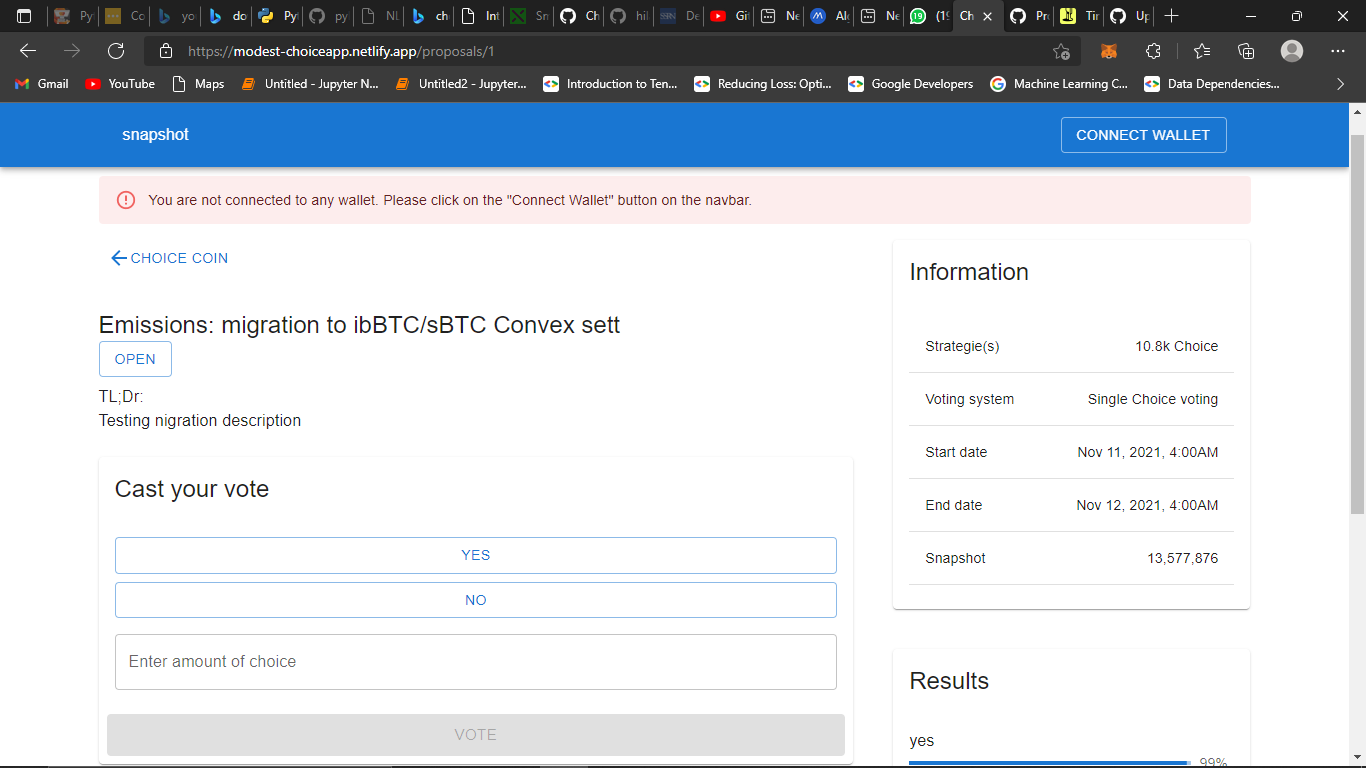 Py
Co
yo
do
Py
py
NL
ch
Int
Sn
Ch
hil
De
Git
Ne
Alg
Ne
(19
Ch
Pr
Tir
Up
https://modest-choiceapp.netlify.app/proposals/1
Gmail
YouTube
Maps
Untitled - Jupyter N...
Untitled2 - Jupyter...
Introduction to Ten...
Reducing Loss: Opti...
Google Developers
Machine Learning C...
Data Dependencies...
snapshot
CONNECT WALLET
You are not connected to any wallet. Please click on the "Connect Wallet" button on the navbar.
CHOICE COIN
Emissions: migration to ibBTC/sBTC Convex sett
OPEN
TL;Dr:
Testing nigration description
Cast your vote
YES
NO
Enter amount of choice
VOTE
Information
Strategie(s) 10.8k Choice
Voting system Single Choice voting
Start date Nov 11, 2021, 4:00AM
End date Nov 12, 2021, 4:00AM
Snapshot 13,577,876
Results
yes
99%